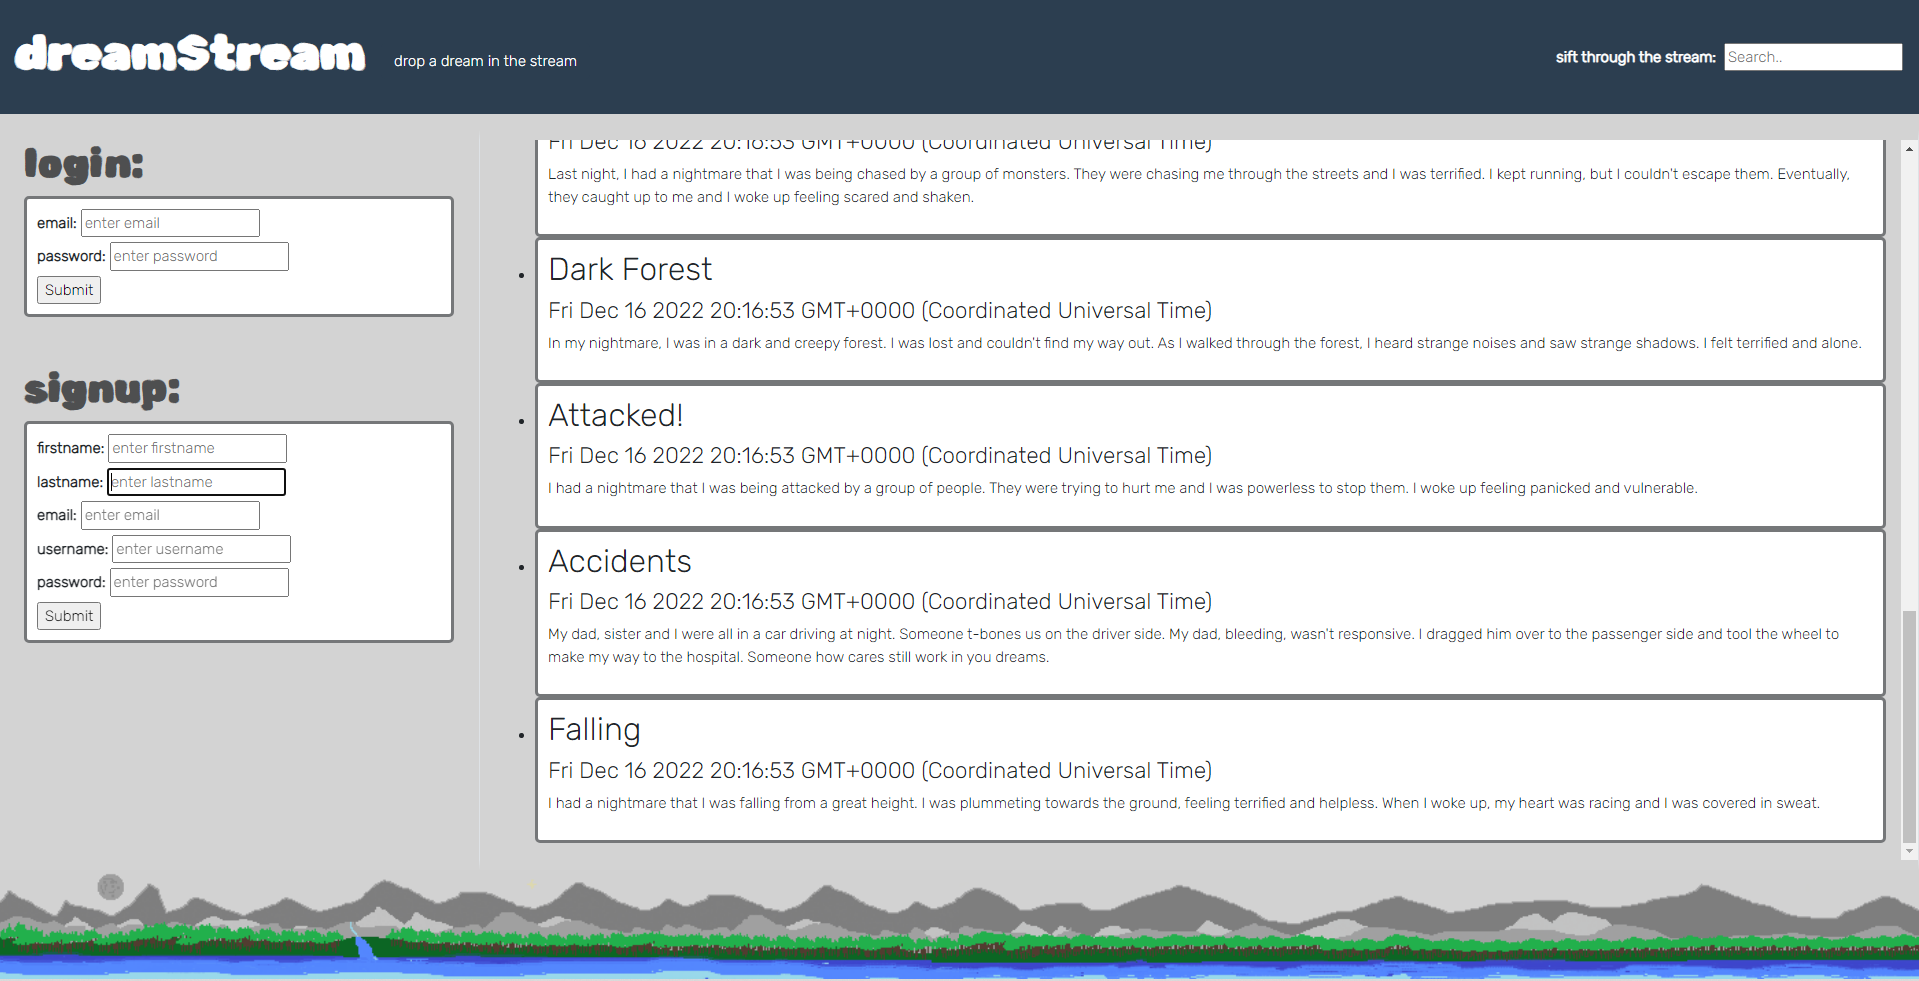 dreamStream
drop a dream in the stream
sift through the stream:
Search..
login:
email: enter email
password: enter password
Submit
signup:
firstname: enter firstname
lastname: enter lastname
email: enter email
username: enter username
password: enter password
Submit
Fri Dec 16 2022 20:16:53 GMT+0000 (Coordinated Universal Time)
Last night, I had a nightmare that I was being chased by a group of monsters. They were chasing me through the streets and I was terrified. I kept running, but I couldn't escape them. Eventually,
they caught up to me and I woke up feeling scared and shaken.
Dark Forest
Fri Dec 16 2022 20:16:53 GMT+0000 (Coordinated Universal Time)
In my nightmare, I was in a dark and creepy forest. I was lost and couldn't find my way out. As I walked through the forest, I heard strange noises and saw strange shadows. I felt terrified and alone.
Attacked!
Fri Dec 16 2022 20:16:53 GMT+0000 (Coordinated Universal Time)
I had a nightmare that I was being attacked by a group of people. They were trying to hurt me and I was powerless to stop them. I woke up feeling panicked and vulnerable.
Accidents
Fri Dec 16 2022 20:16:53 GMT+0000 (Coordinated Universal Time)
My dad, sister and I were all in a car driving at night. Someone t-bones us on the driver side. My dad, bleeding, wasn't responsive. I dragged him over to the passenger side and tool the wheel to
make my way to the hospital. Someone how cares still work in you dreams.
Falling
Fri Dec 16 2022 20:16:53 GMT+0000 (Coordinated Universal Time)
I had a nightmare that I was falling from a great height. I was plummeting towards the ground, feeling terrified and helpless. When I woke up, my heart was racing and I was covered in sweat.